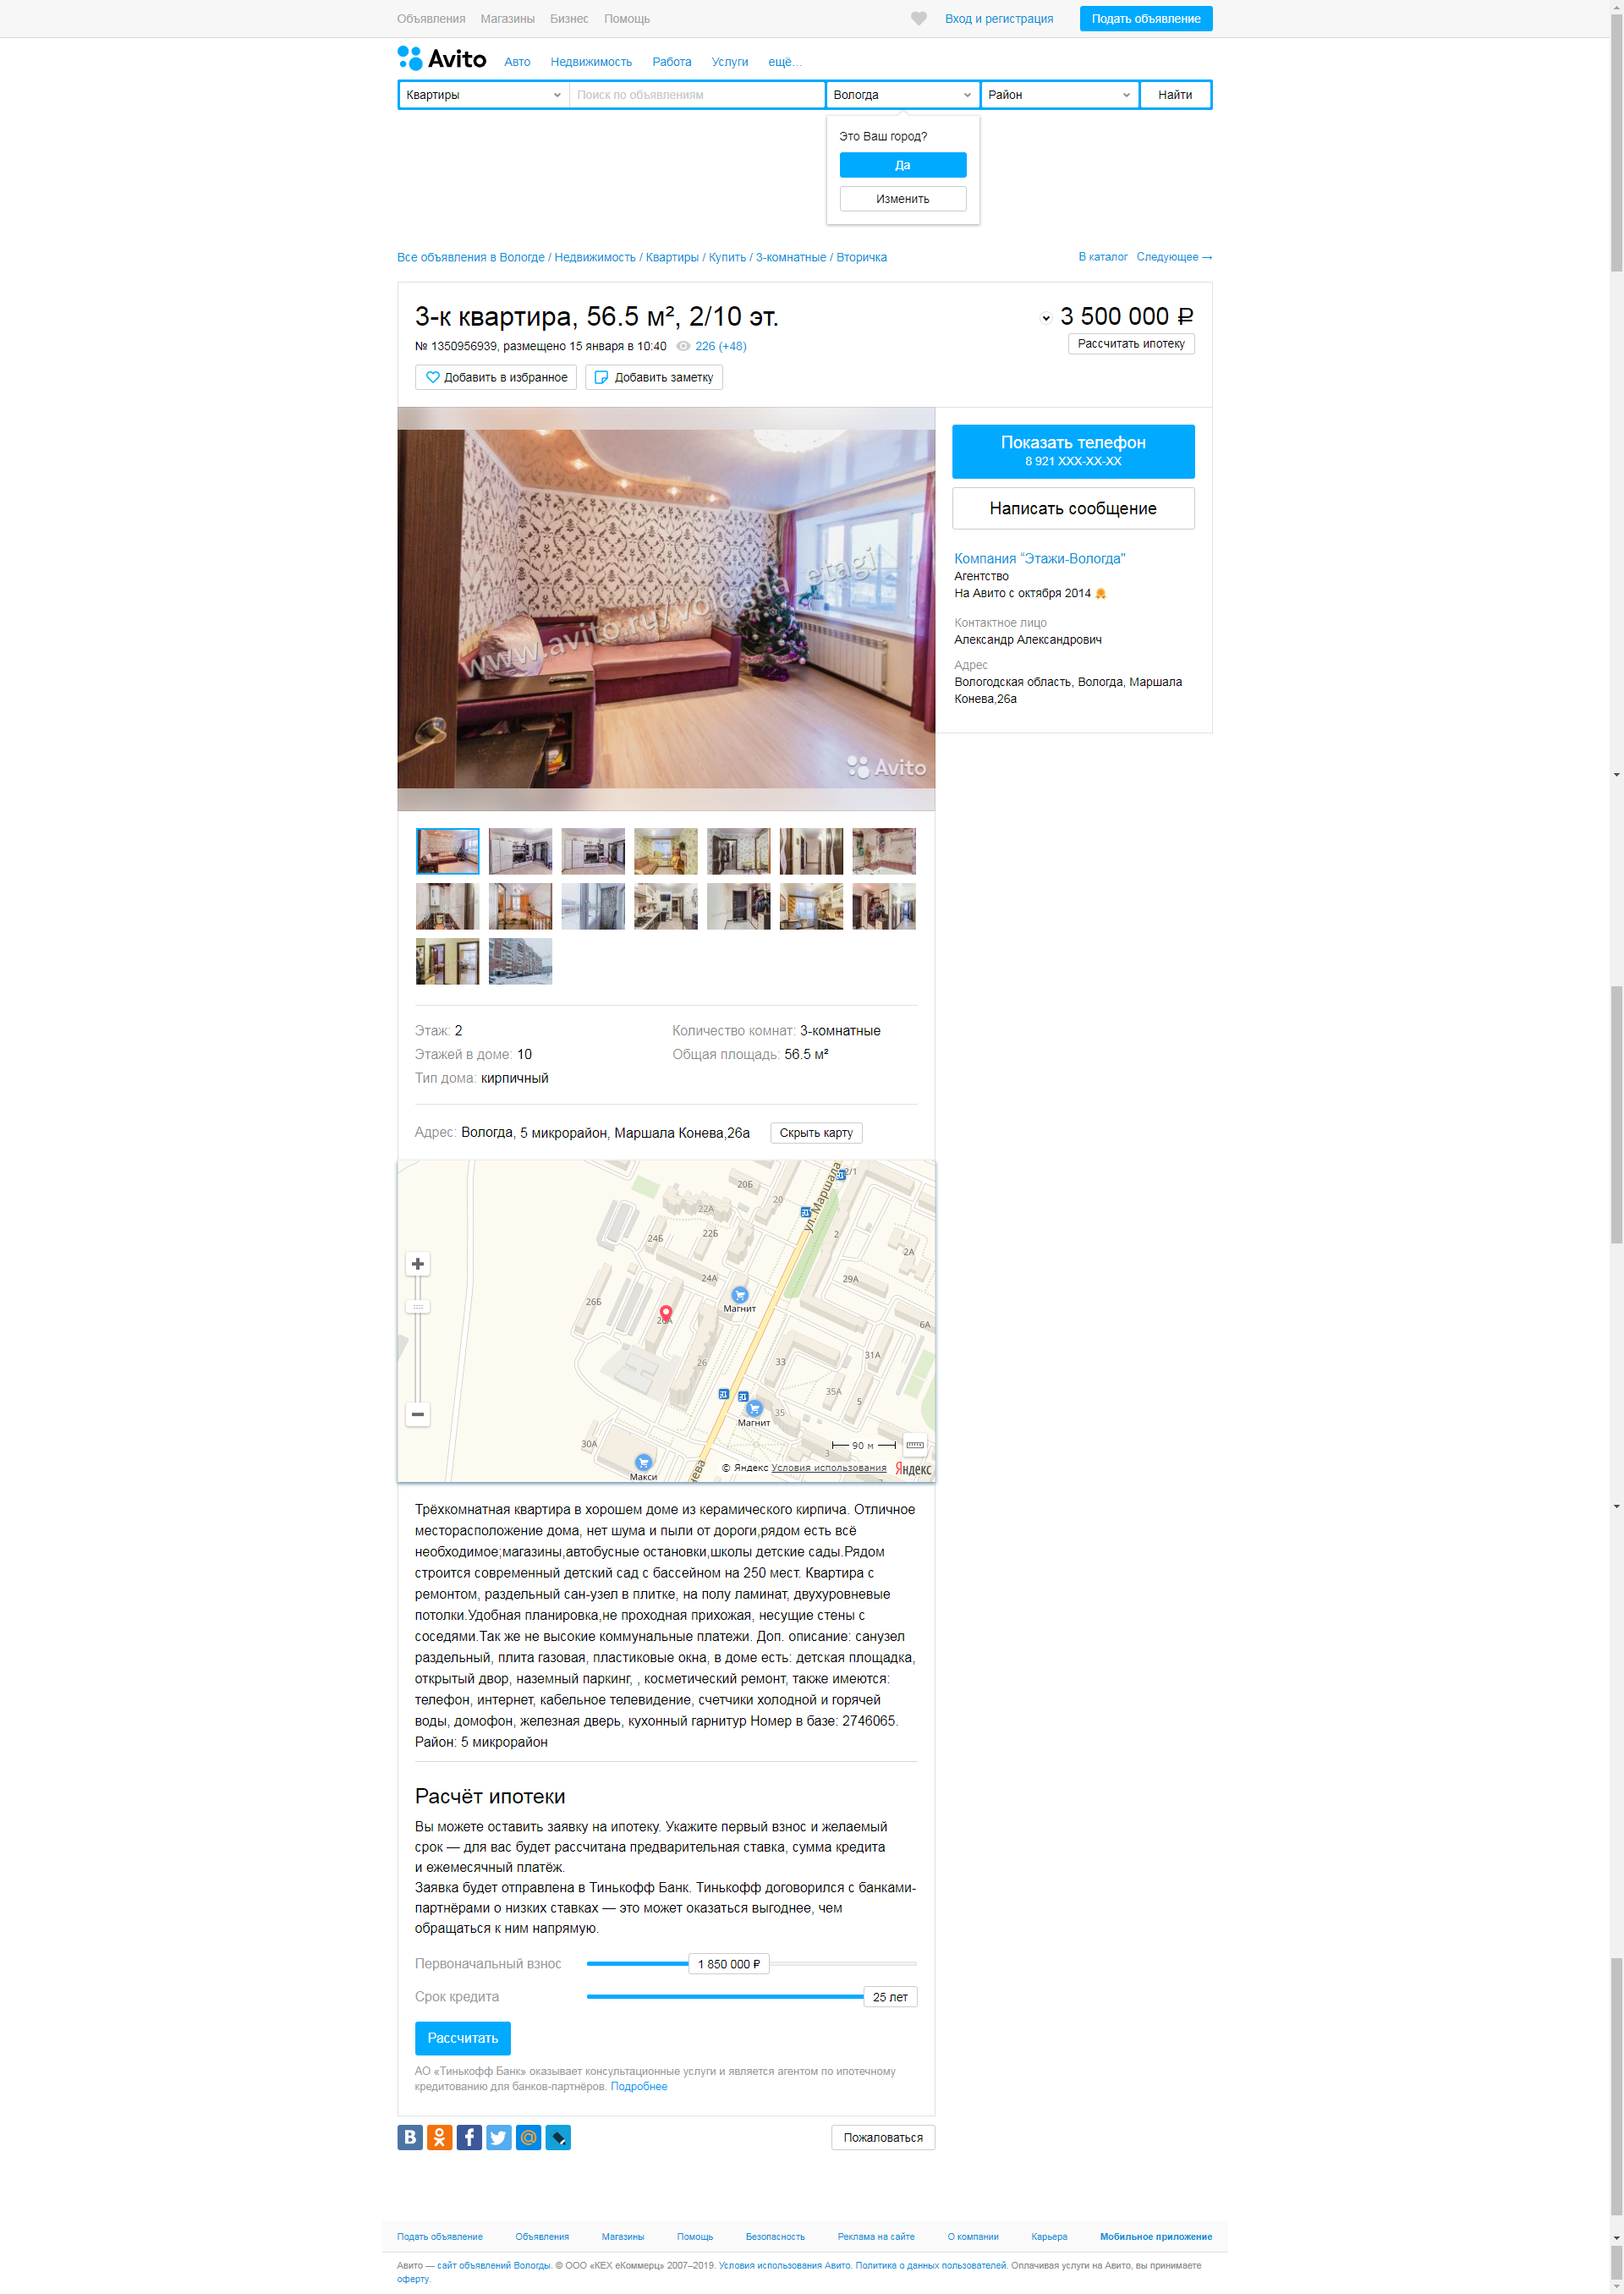 Объявления Магазины Бизнес Помощь Вход и регистрация Подать объявление
Avito Авто Недвижимость Работа Услуги ещё...
Квартиры Поиск по объявлениям Вологда Район Найти
Это Ваш город?
Да
Изменить
Все объявления в Вологде / Недвижимость / Квартиры / Купить / 3-комнатные / Вторичка В каталог Следующее →
3-к квартира, 56.5 м², 2/10 эт. 3 500 000 ₽
№ 1350956939, размещено 15 января в 10:40 226 (+48) Рассчитать ипотеку
Добавить в избранное Добавить заметку
Показать телефон
8 921 XXX-XX-XX
Написать сообщение
Компания "Этажи-Вологда"
Агентство
На Авито с октября 2014
Контактное лицо
Александр Александрович
Адрес
Вологодская область, Вологда, Маршала
Конева,26а
www.avito.ru/vologda_etagi
Avito
Этаж: 2 Количество комнат: 3-комнатные
Этажей в доме: 10 Общая площадь: 56.5 м²
Тип дома: кирпичный
Адрес: Вологда, 5 микрорайон, Маршала Конева,26а Скрыть карту
2/1
20Б
20
ул. Маршала
22А
22Б
24Б
2
2А
24А
29А
26Б
Магнит
26А
6А
31А
26
33
35А
5
35
Магнит
30А
90 м
3
Макси
нева
© Яндекс Условия использования Яндекс
Трёхкомнатная квартира в хорошем доме из керамического кирпича. Отличное
месторасположение дома, нет шума и пыли от дороги,рядом есть всё
необходимое;магазины,автобусные остановки,школы детские сады.Рядом
строится современный детский сад с бассейном на 250 мест. Квартира с
ремонтом, раздельный сан-узел в плитке, на полу ламинат, двухуровневые
потолки.Удобная планировка,не проходная прихожая, несущие стены с
соседями.Так же не высокие коммунальные платежи. Доп. описание: санузел
раздельный, плита газовая, пластиковые окна, в доме есть: детская площадка,
открытый двор, наземный паркинг, , косметический ремонт, также имеются:
телефон, интернет, кабельное телевидение, счетчики холодной и горячей
воды, домофон, железная дверь, кухонный гарнитур Номер в базе: 2746065.
Район: 5 микрорайон
Расчёт ипотеки
Вы можете оставить заявку на ипотеку. Укажите первый взнос и желаемый
срок — для вас будет рассчитана предварительная ставка, сумма кредита
и ежемесячный платёж.
Заявка будет отправлена в Тинькофф Банк. Тинькофф договорился с банками-
партнёрами о низких ставках — это может оказаться выгоднее, чем
обращаться к ним напрямую.
Первоначальный взнос 1 850 000 ₽
Срок кредита 25 лет
Рассчитать
АО «Тинькофф Банк» оказывает консультационные услуги и является агентом по ипотечному
кредитованию для банков-партнёров. Подробнее
Пожаловаться
Подать объявление Объявления Магазины Помощь Безопасность Реклама на сайте О компании Карьера Мобильное приложение
Авито — сайт объявлений Вологды. © ООО «КЕХ еКоммерц» 2007–2019. Условия использования Авито. Политика о данных пользователей. Оплачивая услуги на Авито, вы принимаете
оферту.